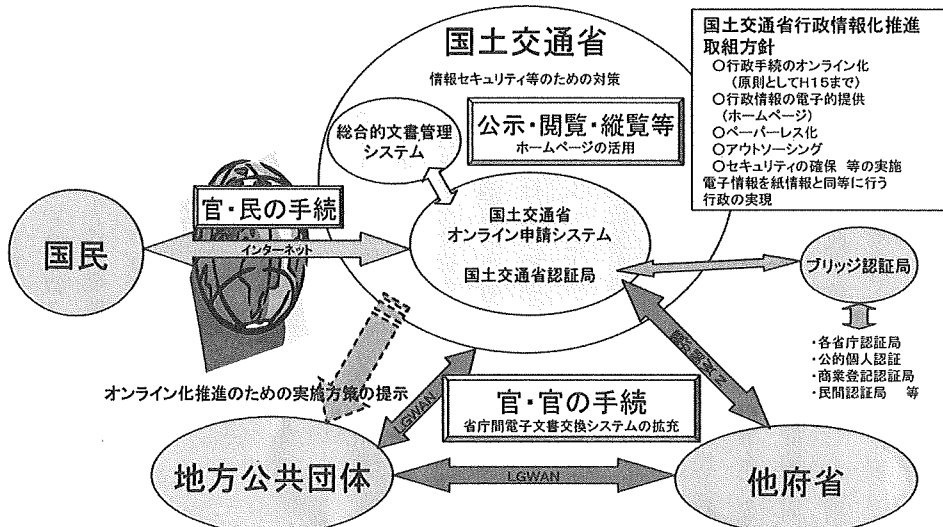 国土交通省
情報セキュリティ等のための対策
総合的文書管理
システム
公示・閲覧・縦覧等
ホームページの活用
国土交通省行政情報化推進
取組方針
○行政手続のオンライン化
(原則としてH15まで)
○行政情報の電子的提供
(ホームページ)
○ペーパーレス化
○アウトソーシング
○セキュリティの確保 等の実施
電子情報を紙情報と同等に行う
行政の実現
官・民の手続
国民
インターネット
国土交通省
オンライン申請システム
国土交通省認証局
ブリッジ認証局
・各省庁認証局
・公的個人認証
・商業登記認証局
・民間認証局 等
オンライン化推進のための実施方策の提示
LGWAN
官・官の手続
省庁間電子文書交換システムの拡充
地方公共団体
LGWAN
他府省